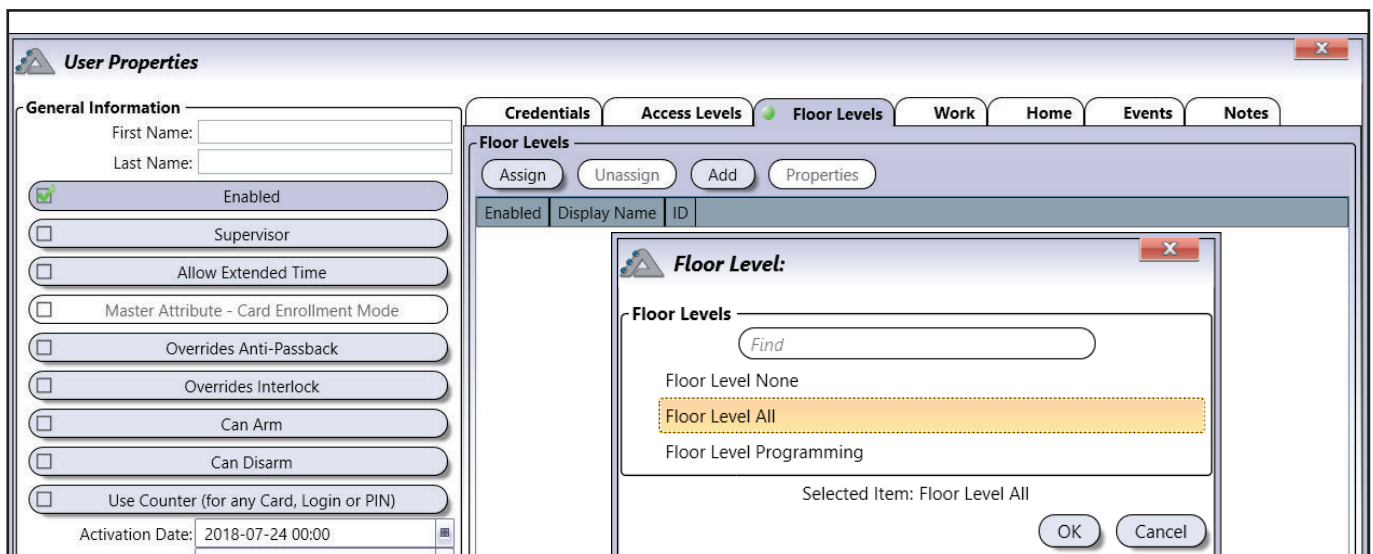 User Properties
X
General Information
First Name:
Last Name:
Enabled
Supervisor
Allow Extended Time
Master Attribute - Card Enrollment Mode
Overrides Anti-Passback
Overrides Interlock
Can Arm
Can Disarm
Use Counter (for any Card, Login or PIN)
Activation Date: 2018-07-24 00:00
Credentials Access Levels Floor Levels Work Home Events Notes
Floor Levels
Assign Unassign Add Properties
Enabled Display Name ID
Floor Level:
X
Floor Levels
Find
Floor Level None
Floor Level All
Floor Level Programming
Selected Item: Floor Level All
OK Cancel